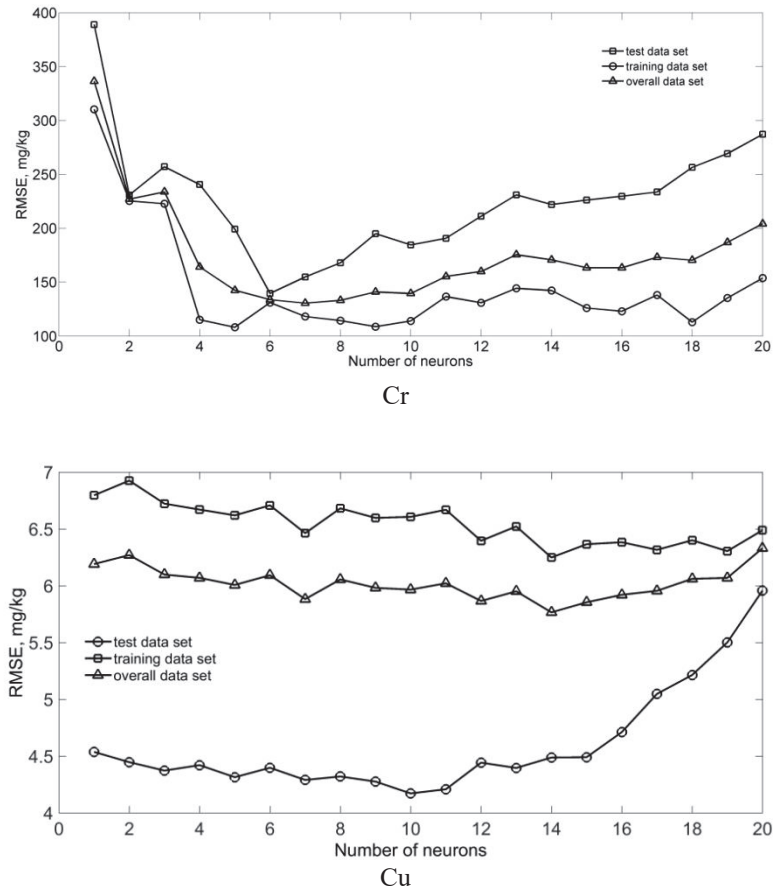 400
350
300
250
200
150
100
RMSE, mg/kg
test data set
training data set
overall data set
0 2 4 6 8 10 12 14 16 18 20
Number of neurons
Cr
7
6.5
6
5.5
5
4.5
4
RMSE, mg/kg
test data set
training data set
overall data set
0 2 4 6 8 10 12 14 16 18 20
Number of neurons
Cu